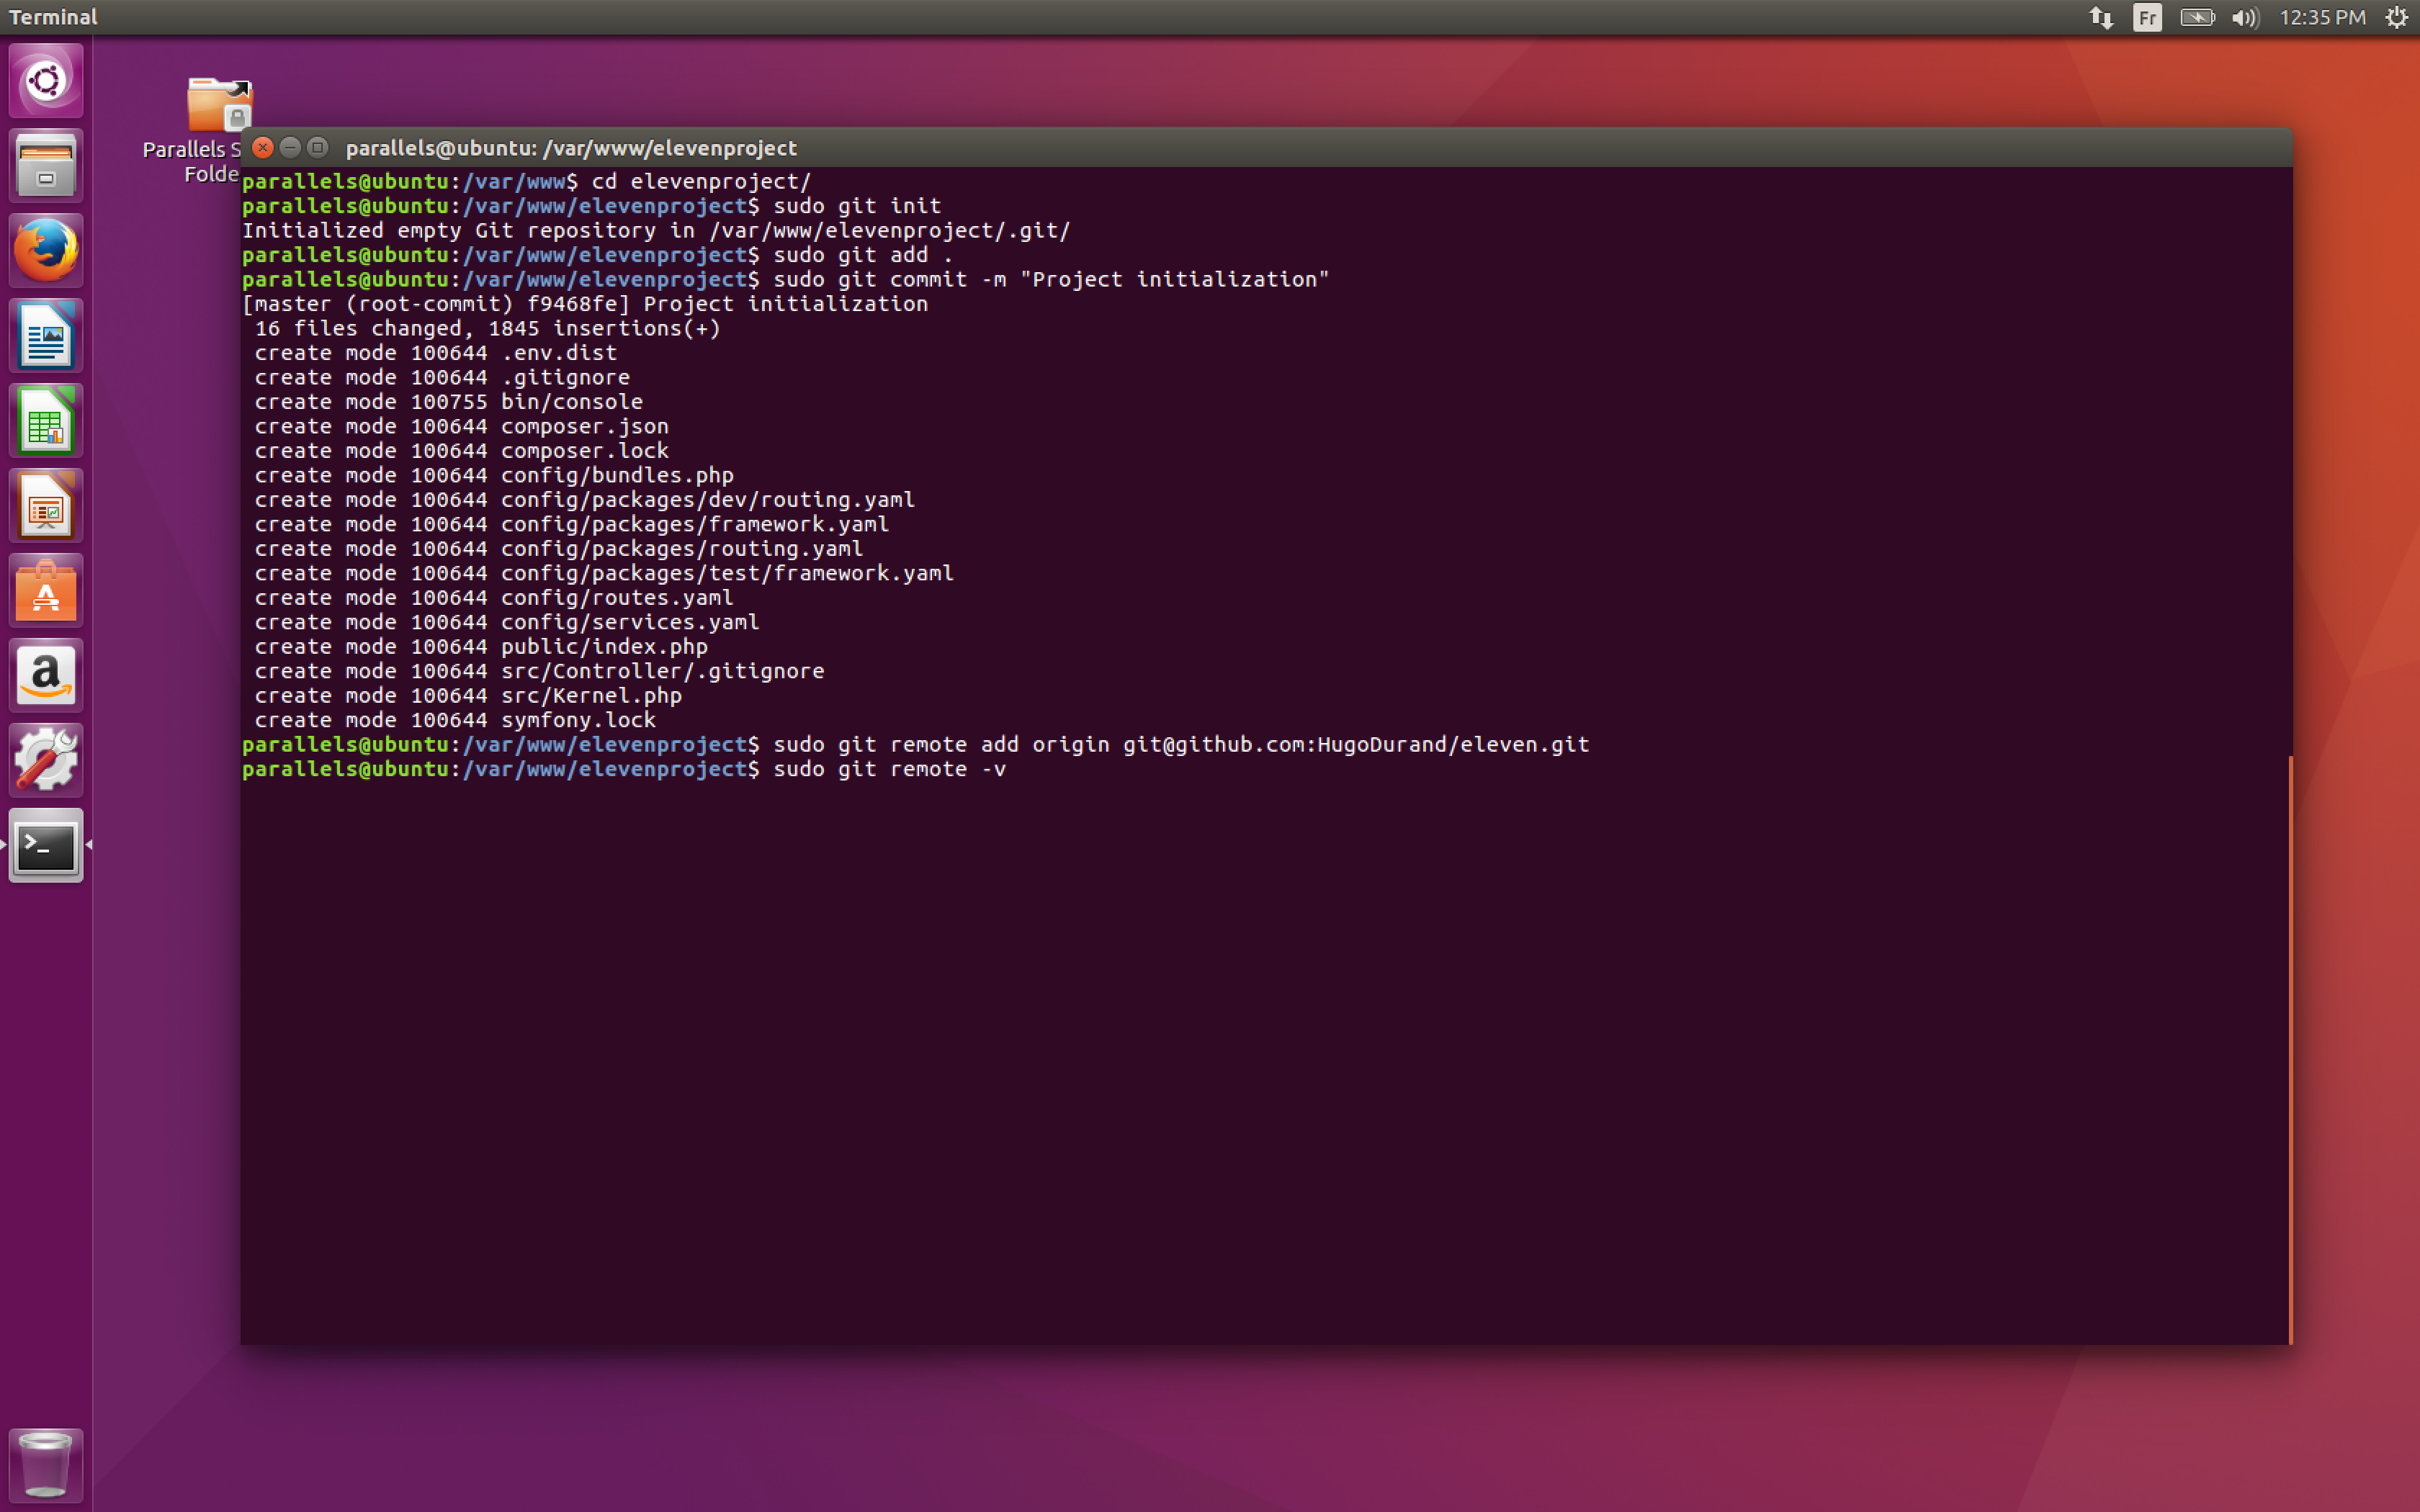 Terminal
Fr
12:35 PM
Parallels S
Folde
parallels@ubuntu: /var/www/elevenproject
parallels@ubuntu:/var/www$ cd elevenproject/
parallels@ubuntu:/var/www/elevenproject$ sudo git init
Initialized empty Git repository in /var/www/elevenproject/.git/
parallels@ubuntu:/var/www/elevenproject$ sudo git add .
parallels@ubuntu:/var/www/elevenproject$ sudo git commit -m "Project initialization"
[master (root-commit) f9468fe] Project initialization
 16 files changed, 1845 insertions(+)
 create mode 100644 .env.dist
 create mode 100644 .gitignore
 create mode 100755 bin/console
 create mode 100644 composer.json
 create mode 100644 composer.lock
 create mode 100644 config/bundles.php
 create mode 100644 config/packages/dev/routing.yaml
 create mode 100644 config/packages/framework.yaml
 create mode 100644 config/packages/routing.yaml
 create mode 100644 config/packages/test/framework.yaml
 create mode 100644 config/routes.yaml
 create mode 100644 config/services.yaml
 create mode 100644 public/index.php
 create mode 100644 src/Controller/.gitignore
 create mode 100644 src/Kernel.php
 create mode 100644 symfony.lock
parallels@ubuntu:/var/www/elevenproject$ sudo git remote add origin git@github.com:HugoDurand/eleven.git
parallels@ubuntu:/var/www/elevenproject$ sudo git remote -v